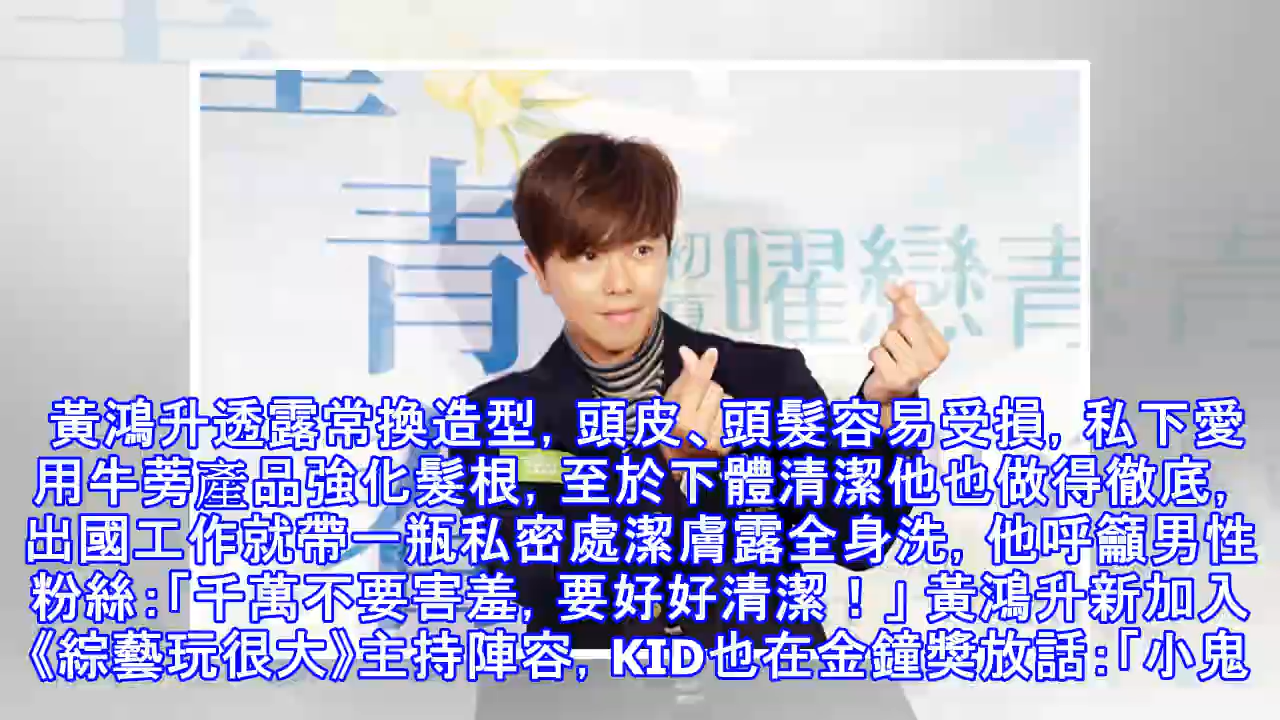 青
初
夏
曜戀青青
黃鴻升透露常換造型, 頭皮、頭髮容易受損, 私下愛
用牛蒡產品強化髮根, 至於下體清潔他也做得徹底,
出國工作就帶一瓶私密處潔膚露全身洗, 他呼籲男性
粉絲:「千萬不要害羞, 要好好清潔！」黃鴻升新加入
《綜藝玩很大》主持陣容, KID也在金鐘獎放話:「小鬼